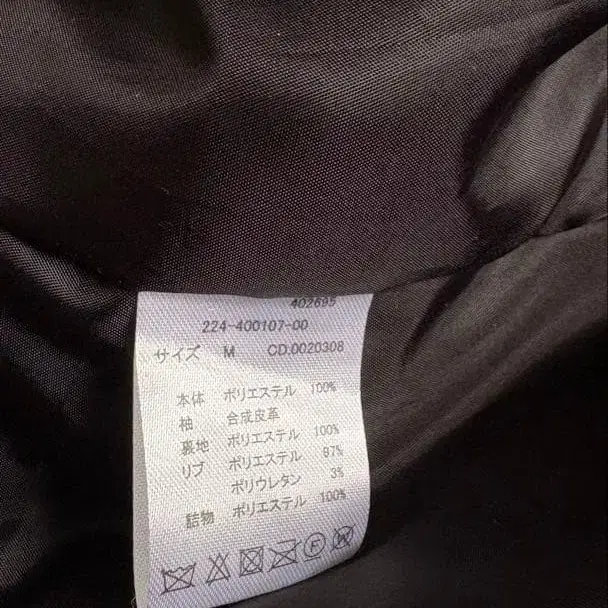 402695
224-400107-00
サイズ M CD.0020308
本体 ポリエステル 100%
袖 合成皮革
裏地 ポリエステル 100%
リブ ポリエステル 97%
ポリウレタン 3%
詰物 ポリエステル 100%
F